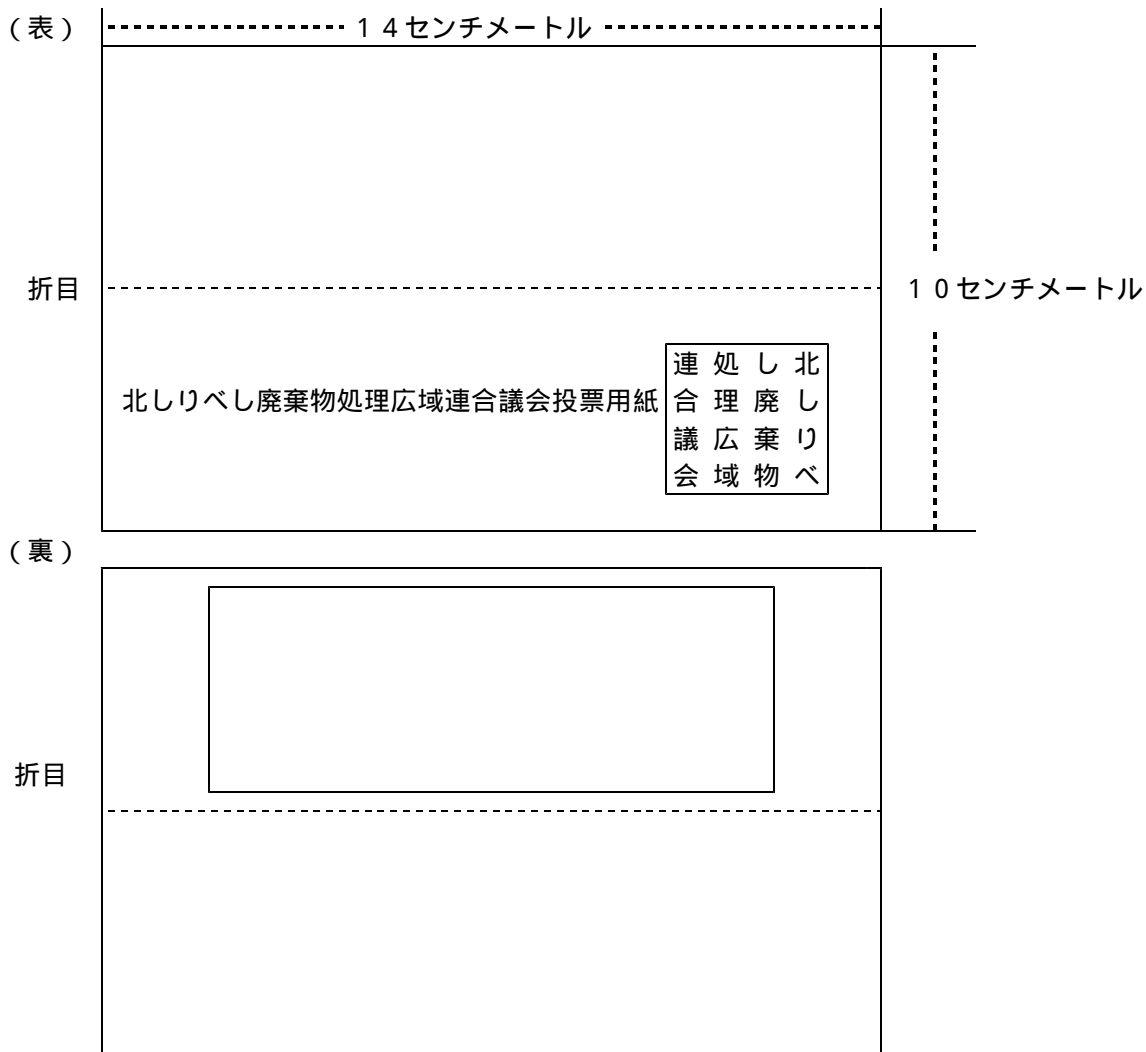 （表）
１４センチメートル
折目
１０センチメートル
北しりべし廃棄物処理広域連合議会投票用紙
北しりべ
し廃棄物
処理広域
連合議会
（裏）
折目